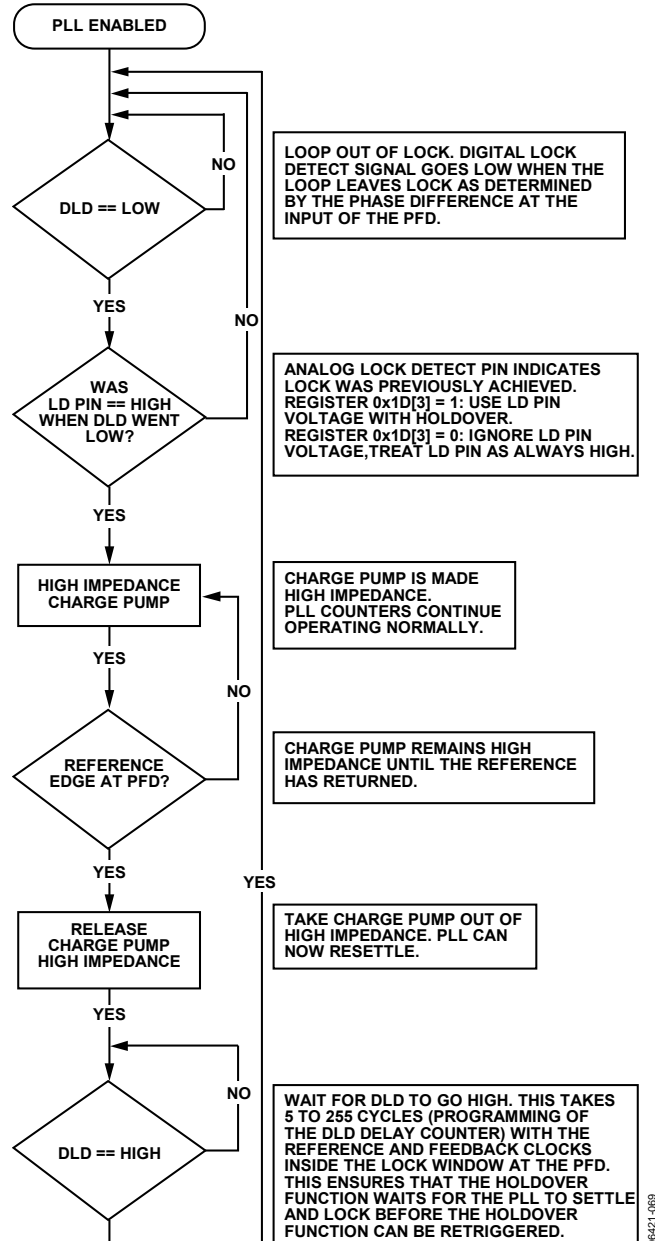 PLL ENABLED
NO
DLD == LOW
LOOP OUT OF LOCK. DIGITAL LOCK
DETECT SIGNAL GOES LOW WHEN THE
LOOP LEAVES LOCK AS DETERMINED
BY THE PHASE DIFFERENCE AT THE
INPUT OF THE PFD.
YES
NO
WAS
LD PIN == HIGH
WHEN DLD WENT
LOW?
ANALOG LOCK DETECT PIN INDICATES
LOCK WAS PREVIOUSLY ACHIEVED.
REGISTER 0x1D[3] = 1: USE LD PIN
VOLTAGE WITH HOLDOVER.
REGISTER 0x1D[3] = 0: IGNORE LD PIN
VOLTAGE,TREAT LD PIN AS ALWAYS HIGH.
YES
HIGH IMPEDANCE
CHARGE PUMP
CHARGE PUMP IS MADE
HIGH IMPEDANCE.
PLL COUNTERS CONTINUE
OPERATING NORMALLY.
YES
NO
REFERENCE
EDGE AT PFD?
CHARGE PUMP REMAINS HIGH
IMPEDANCE UNTIL THE REFERENCE
HAS RETURNED.
YES
YES
RELEASE
CHARGE PUMP
HIGH IMPEDANCE
TAKE CHARGE PUMP OUT OF
HIGH IMPEDANCE. PLL CAN
NOW RESETTLE.
YES
NO
DLD == HIGH
WAIT FOR DLD TO GO HIGH. THIS TAKES
5 TO 255 CYCLES (PROGRAMMING OF
THE DLD DELAY COUNTER) WITH THE
REFERENCE AND FEEDBACK CLOCKS
INSIDE THE LOCK WINDOW AT THE PFD.
THIS ENSURES THAT THE HOLDOVER
FUNCTION WAITS FOR THE PLL TO SETTLE
AND LOCK BEFORE THE HOLDOVER
FUNCTION CAN BE RETRIGGERED.
06421-069